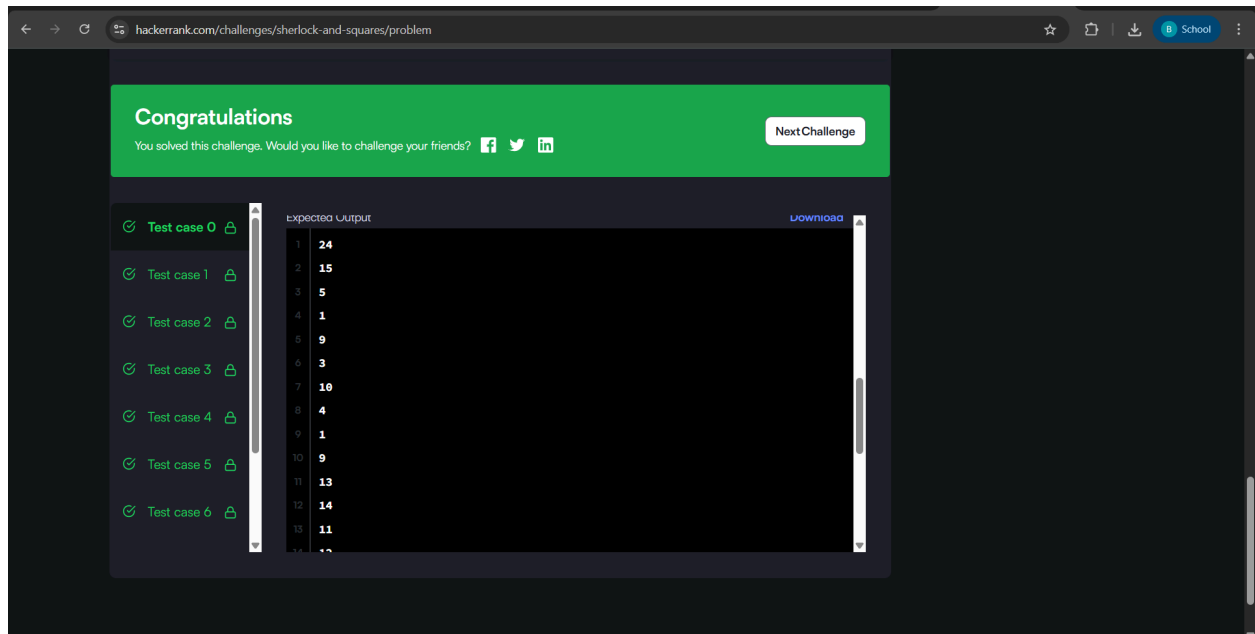 hackerrank.com/challenges/sherlock-and-squares/problem
B School
Congratulations
You solved this challenge. Would you like to challenge your friends?
Next Challenge
Test case 0
Test case 1
Test case 2
Test case 3
Test case 4
Test case 5
Test case 6
Expected Output
Download
1 24
2 15
3 5
4 1
5 9
6 3
7 10
8 4
9 1
10 9
11 13
12 14
13 11
14 12